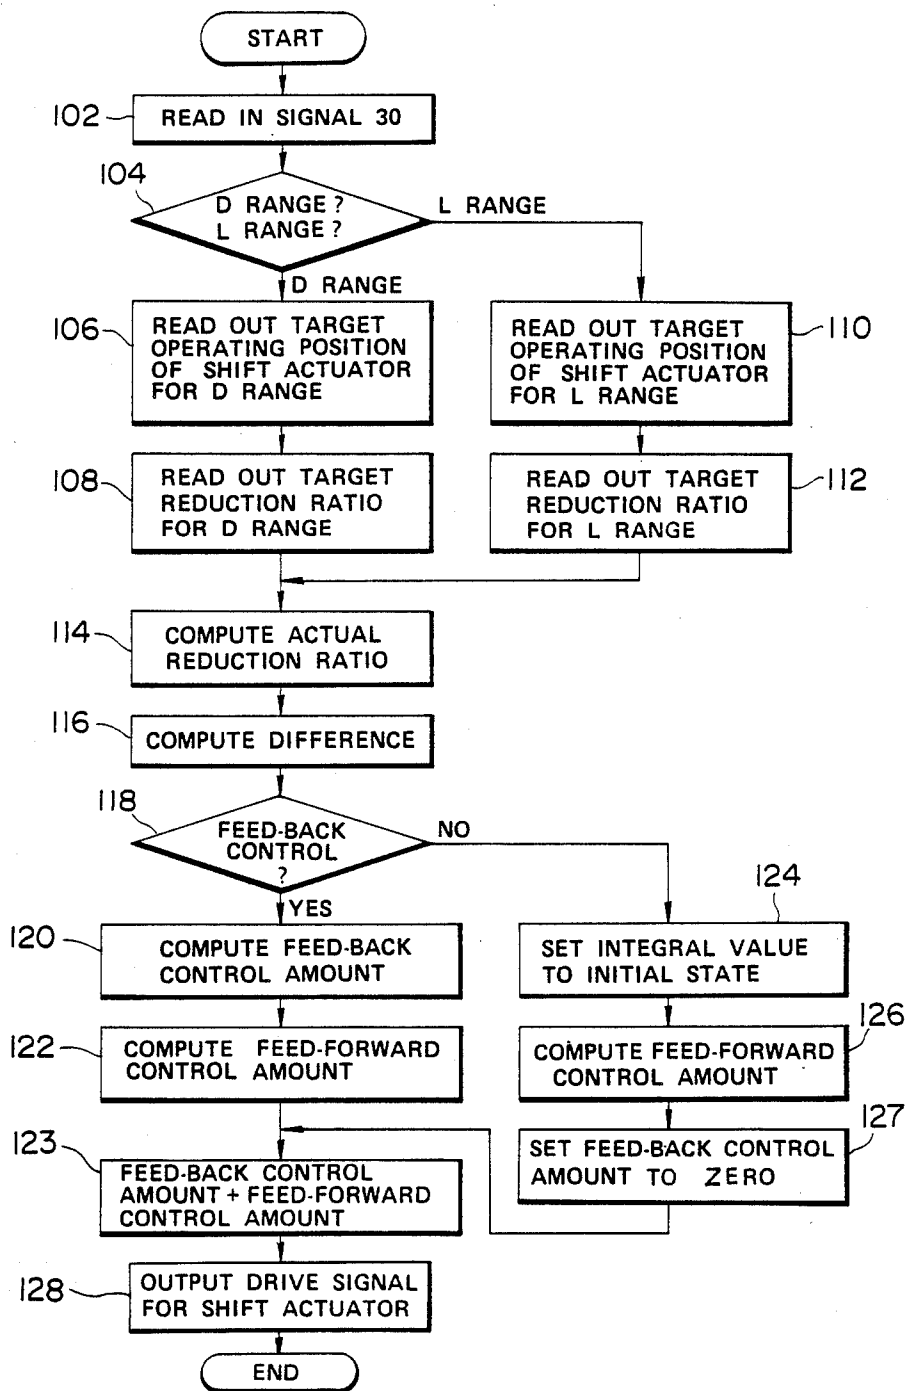 START
102
READ IN SIGNAL 30
104
D RANGE ?
L RANGE ?
L RANGE
D RANGE
106
READ OUT TARGET
OPERATING POSITION
OF SHIFT ACTUATOR
FOR D RANGE
110
READ OUT TARGET
OPERATING POSITION
OF SHIFT ACTUATOR
FOR L RANGE
108
READ OUT TARGET
REDUCTION RATIO
FOR D RANGE
112
READ OUT TARGET
REDUCTION RATIO
FOR L RANGE
114
COMPUTE ACTUAL
REDUCTION RATIO
116
COMPUTE DIFFERENCE
118
FEED-BACK
CONTROL
?
NO
YES
120
COMPUTE FEED-BACK
CONTROL AMOUNT
124
SET INTEGRAL VALUE
TO INITIAL STATE
122
COMPUTE FEED-FORWARD
CONTROL AMOUNT
126
COMPUTE FEED-FORWARD
CONTROL AMOUNT
127
SET FEED-BACK CONTROL
AMOUNT TO ZERO
123
FEED-BACK CONTROL
AMOUNT + FEED-FORWARD
CONTROL AMOUNT
128
OUTPUT DRIVE SIGNAL
FOR SHIFT ACTUATOR
END